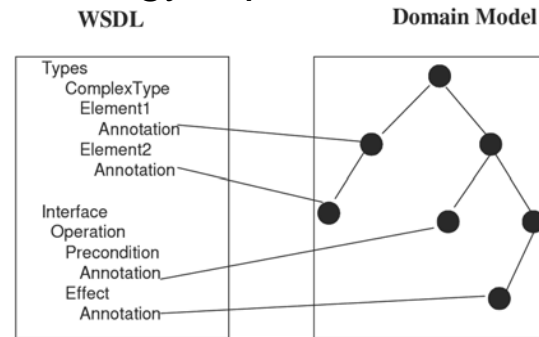 WSDL
Domain Model
Types
ComplexType
Element1
Annotation
Element2
Annotation
Interface
Operation
Precondition
Annotation
Effect
Annotation